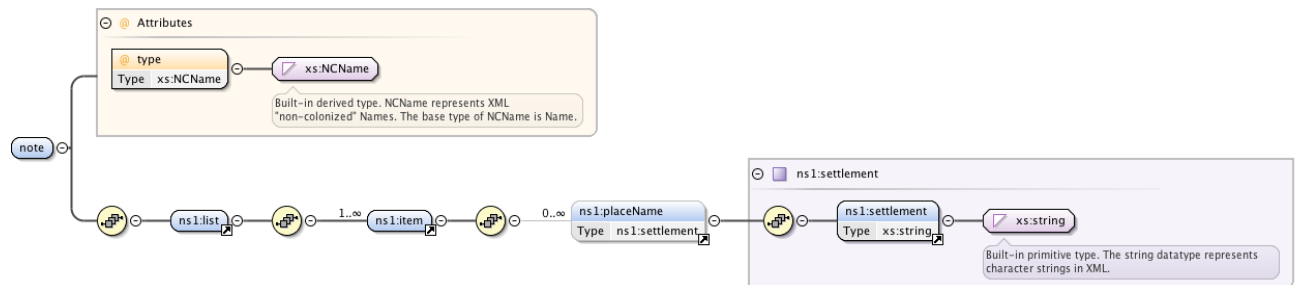 @ Attributes
@ type
Type xs:NCName
xs:NCName
Built-in derived type. NCName represents XML
"non-colonized" Names. The base type of NCName is Name.
note
ns1:settlement
ns1:list
1..∞
ns1:item
0..∞
ns1:placeName
Type ns1:settlement
ns1:settlement
Type xs:string
xs:string
Built-in primitive type. The string datatype represents
character strings in XML.